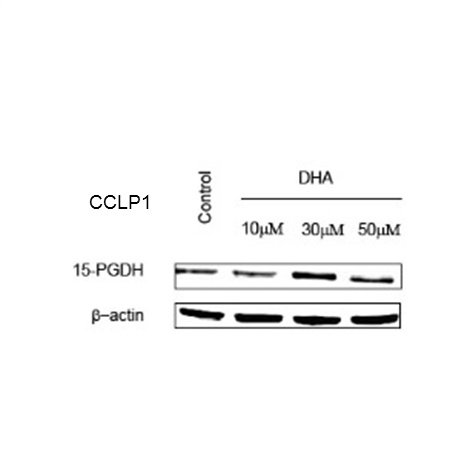 CCLP1
Control
DHA
10μM 30μM 50μM
15-PGDH
β−actin